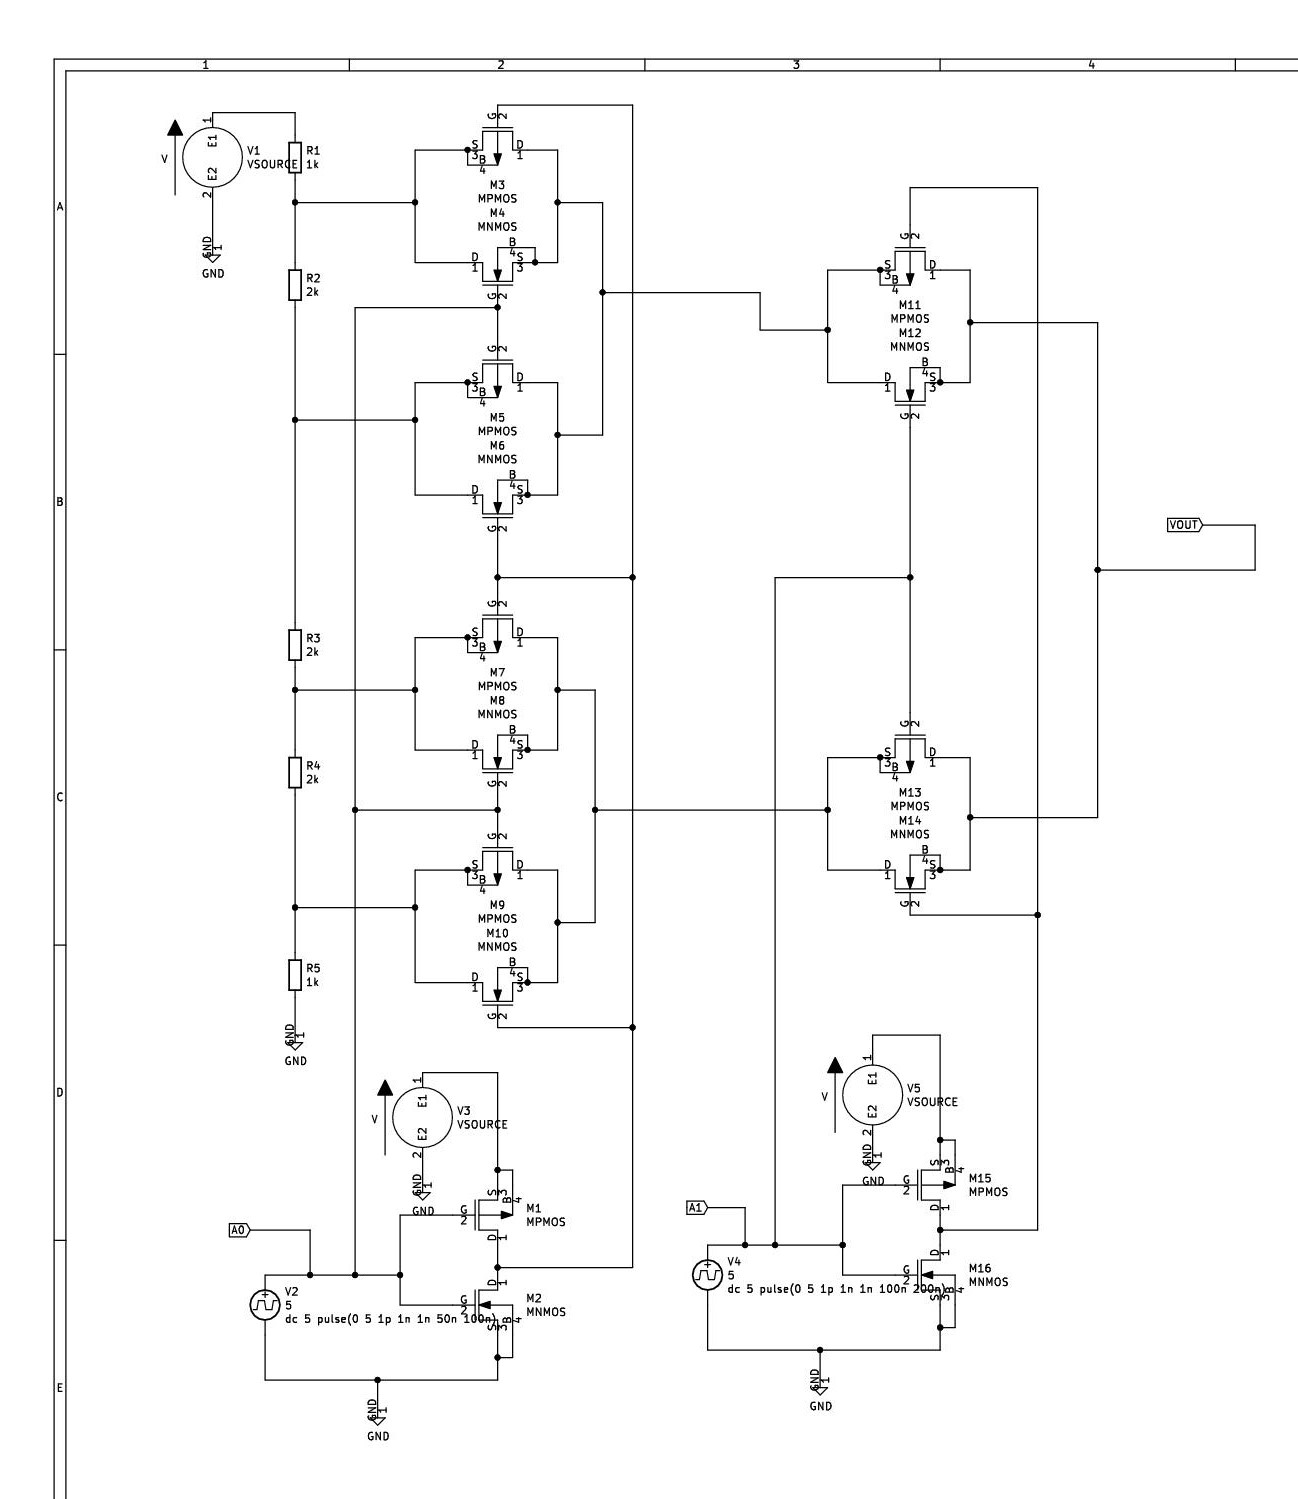 1 2 3 4
A
B
C
D
E
V
1
E1
E2
2
V1
VSOURCE
GND
1
GND
R1
1k
R2
2k
R3
2k
R4
2k
R5
1k
GND
1
GND
G
2
S
3
B
4
D
1
M3
MPMOS
M4
MNMOS
B
4
D
1
S
3
G
2
G
2
S
3
B
4
D
1
M5
MPMOS
M6
MNMOS
B
4
D
1
S
3
G
2
G
2
S
3
B
4
D
1
M7
MPMOS
M8
MNMOS
B
4
D
1
S
3
G
2
G
2
S
3
B
4
D
1
M9
MPMOS
M10
MNMOS
B
4
D
1
S
3
G
2
G
2
S
3
B
4
D
1
M11
MPMOS
M12
MNMOS
B
4
D
1
S
3
G
2
VOUT
G
2
S
3
B
4
D
1
M13
MPMOS
M14
MNMOS
B
4
D
1
S
3
G
2
V
1
E1
E2
2
V3
VSOURCE
GND
1
GND
S
3
B
4
G
2
D
1
M1
MPMOS
A0
V2
5
dc 5 pulse(0 5 1p 1n 1n 50n 100n)
D
1
G
2
S
3
B
4
M2
MNMOS
GND
1
GND
V
1
E1
E2
2
V5
VSOURCE
GND
1
GND
S
3
B
4
G
2
D
1
M15
MPMOS
A1
V4
5
dc 5 pulse(0 5 1p 1n 1n 100n 200n)
D
1
G
2
S
3
B
4
M16
MNMOS
GND
1
GND